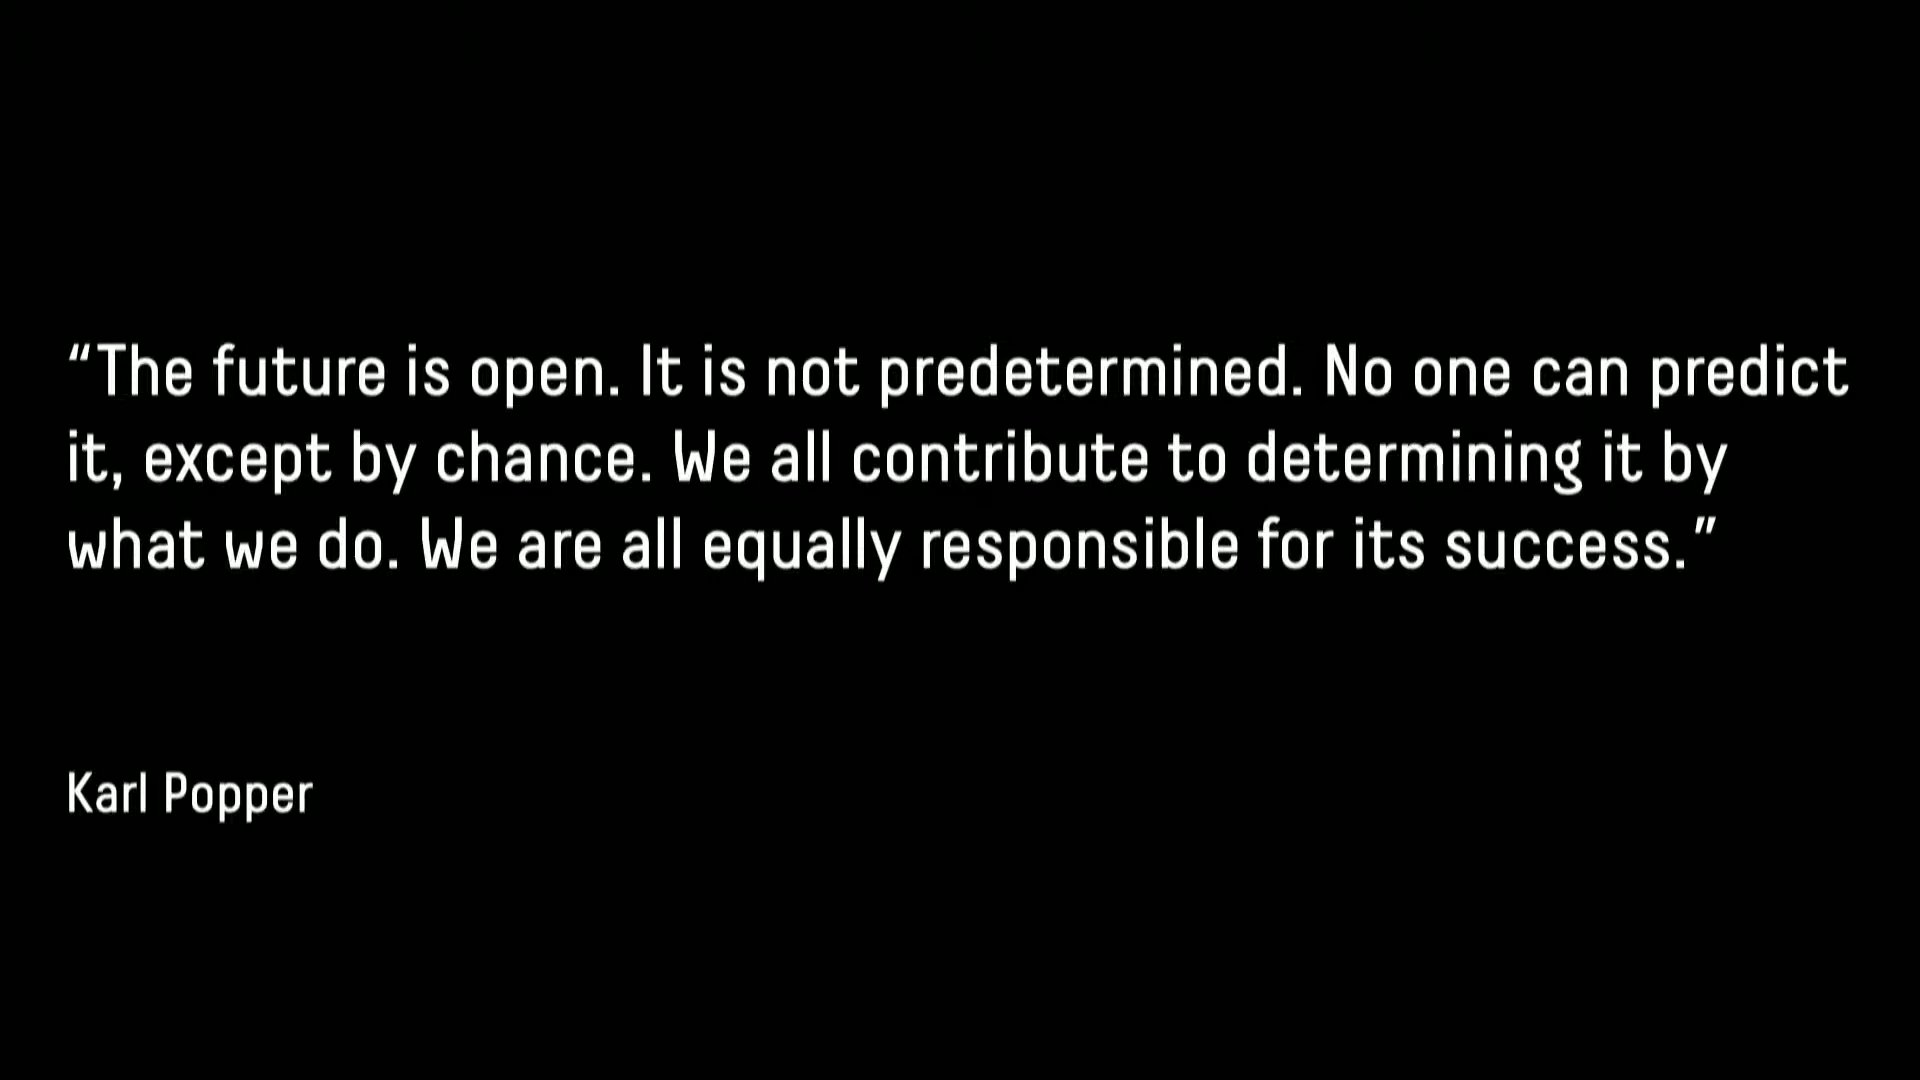 “The future is open. It is not predetermined. No one can predict
it, except by chance. We all contribute to determining it by
what we do. We are all equally responsible for its success.”
Karl Popper